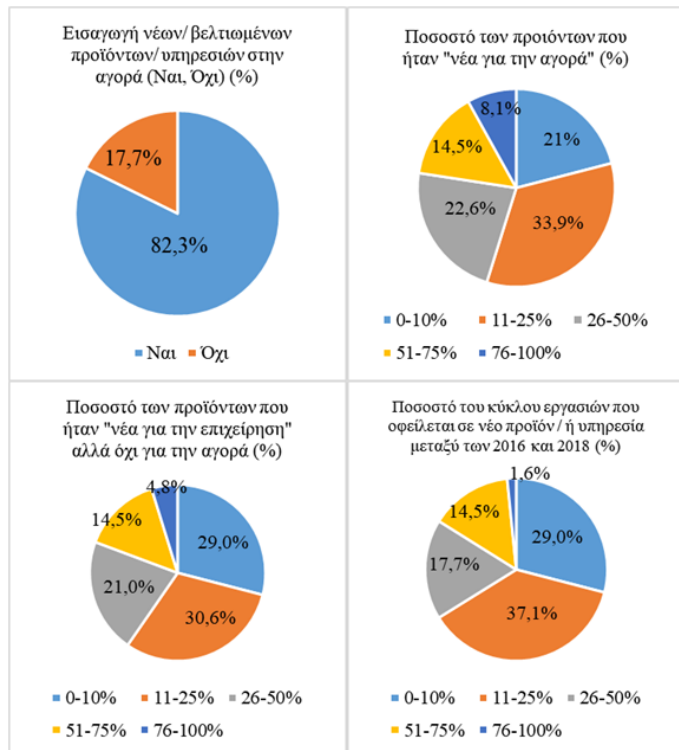 Εισαγωγή νέων/ βελτιωμένων
προϊόντων/ υπηρεσιών στην
αγορά (Ναι, Όχι) (%)
17,7%
82,3%
Ναι Όχι
Ποσοστό των προιόντων που
ήταν "νέα για την αγορά" (%)
8,1%
14,5%
21%
22,6%
33,9%
0-10% 11-25% 26-50%
51-75% 76-100%
Ποσοστό των προϊόντων που
ήταν "νέα για την επιχείρηση"
αλλά όχι για την αγορά (%)
4,8%
14,5%
29,0%
21,0%
30,6%
0-10% 11-25% 26-50%
51-75% 76-100%
Ποσοστό του κύκλου εργασιών που
οφείλεται σε νέο προϊόν / ή υπηρεσία
μεταξύ των 2016 και 2018 (%)
1,6%
14,5%
29,0%
17,7%
37,1%
0-10% 11-25% 26-50%
51-75% 76-100%